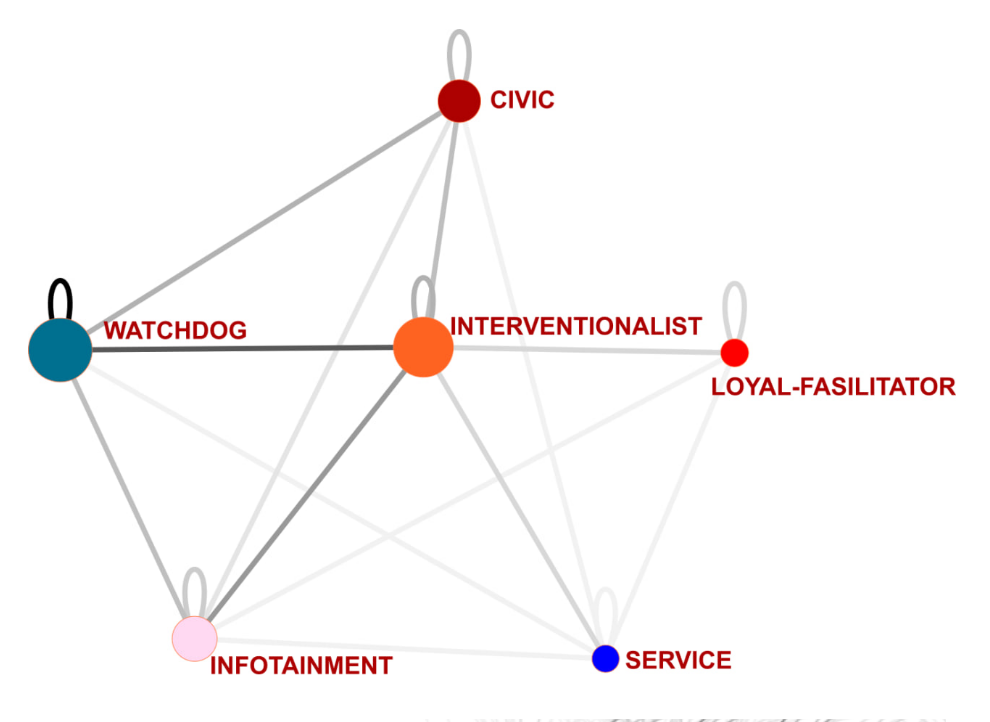 CIVIC
WATCHDOG
INTERVENTIONALIST
LOYAL-FASILITATOR
INFOTAINMENT
SERVICE